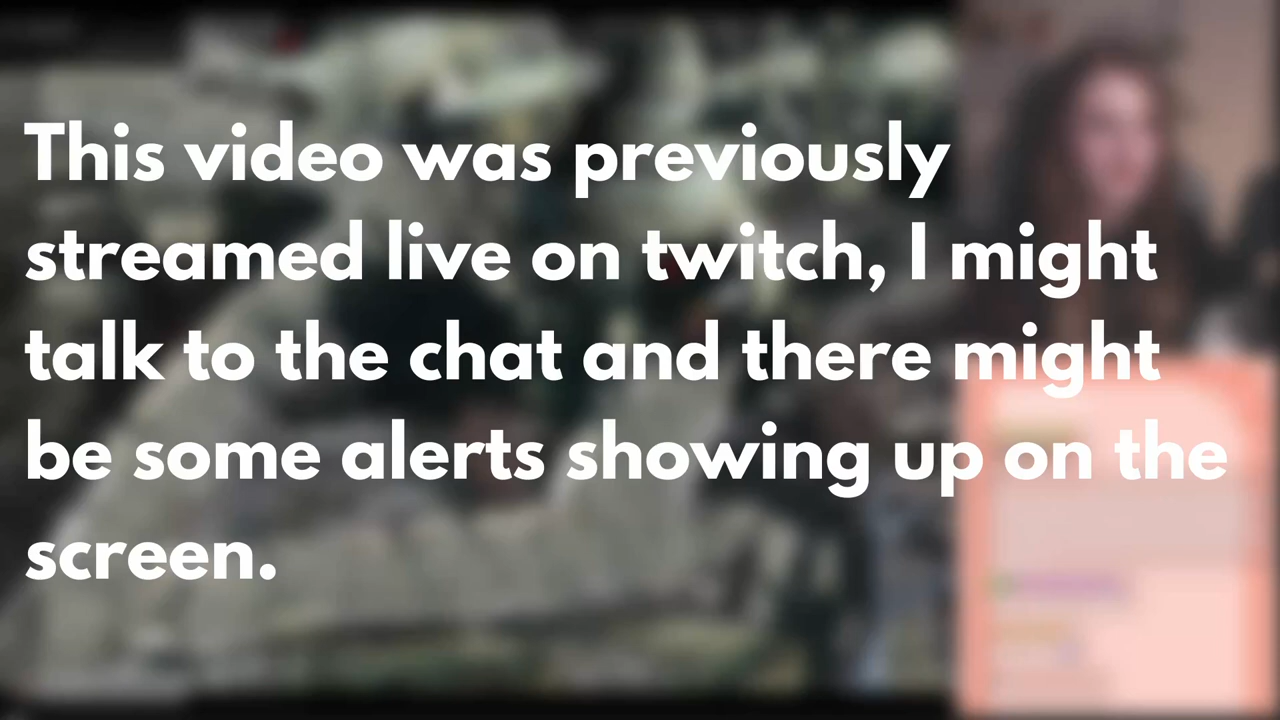 This video was previously
streamed live on twitch, I might
talk to the chat and there might
be some alerts showing up on the
screen.